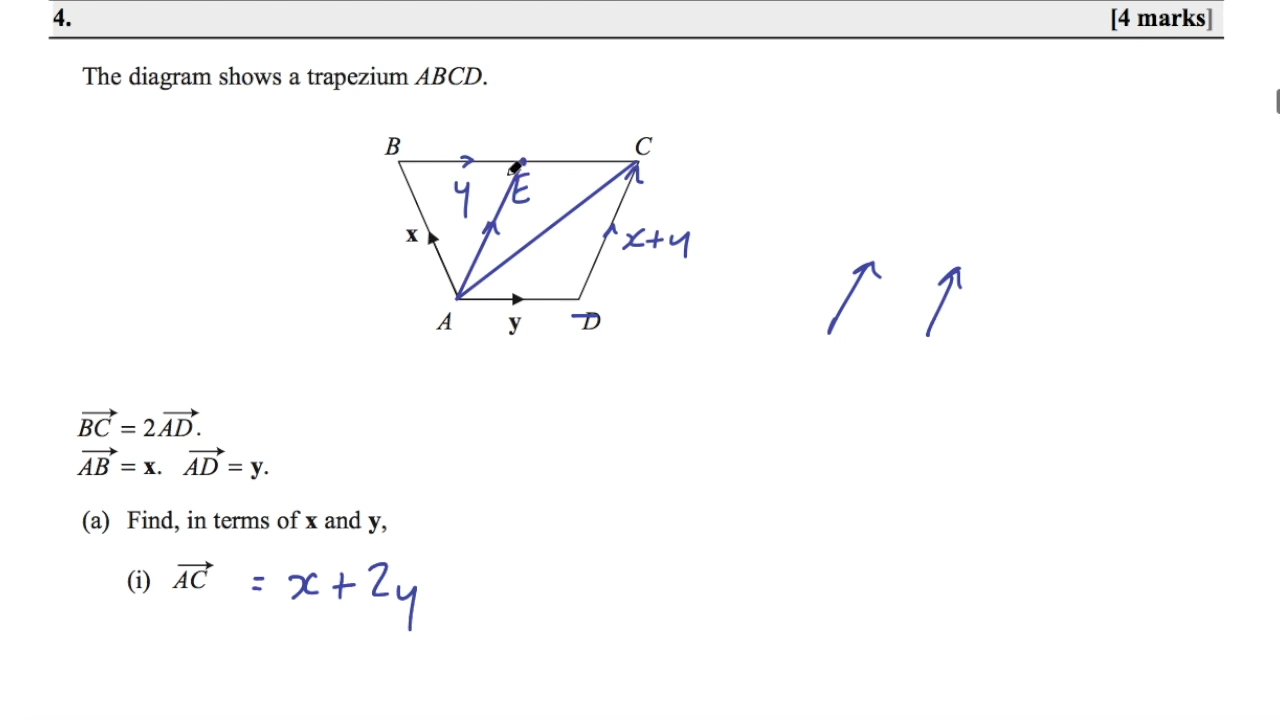 4. [4 marks]
The diagram shows a trapezium ABCD.
B C
y E
x x+y
A y D
BC = 2AD.
AB = x. AD = y.
(a) Find, in terms of x and y,
(i) AC = x + 2y